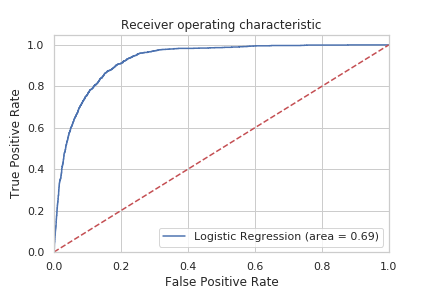 Receiver operating characteristic
1.0
0.8
0.6
0.4
0.2
0.0
True Positive Rate
Logistic Regression (area = 0.69)
0.0 0.2 0.4 0.6 0.8 1.0
False Positive Rate